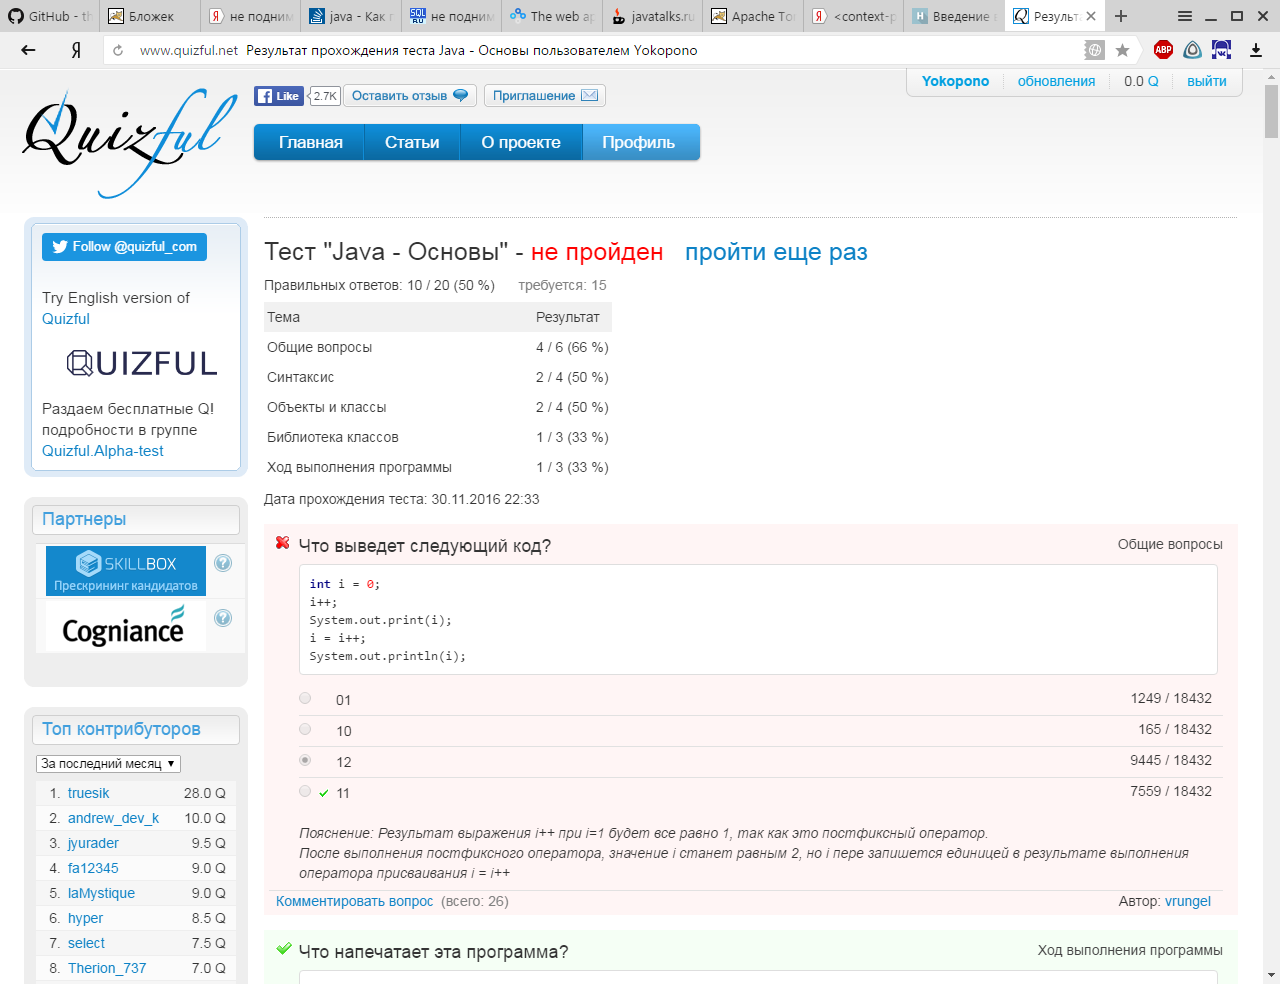 GitHub - th
Бложек
не подним
java - Как п
не подним
The web ap
javatalks.ru
Apache Tom
<context-p
Введение в
Результ
www.quizful.net Результат прохождения теста Java - Основы пользователем Yokopono
Yokopono обновления 0.0 Q выйти
Quizful
Like 2.7K Оставить отзыв Приглашение
Главная Статьи О проекте Профиль
Follow @quizful_com
Try English version of
Quizful
QUIZFUL
Раздаем бесплатные Q!
подробности в группе
Quizful.Alpha-test
Партнеры
SKILLBOX
Прескрининг кандидатов
Cogniance
Топ контрибуторов
За последний месяц
1. truesik 28.0 Q
2. andrew_dev_k 10.0 Q
3. jyurader 9.5 Q
4. fa12345 9.0 Q
5. laMystique 9.0 Q
6. hyper 8.5 Q
7. select 7.5 Q
8. Therion_737 7.0 Q
Тест "Java - Основы" - не пройден пройти еще раз
Правильных ответов: 10 / 20 (50 %) требуется: 15
Тема Результат
Общие вопросы 4 / 6 (66 %)
Синтаксис 2 / 4 (50 %)
Объекты и классы 2 / 4 (50 %)
Библиотека классов 1 / 3 (33 %)
Ход выполнения программы 1 / 3 (33 %)
Дата прохождения теста: 30.11.2016 22:33
Что выведет следующий код? Общие вопросы
int i = 0;
i++;
System.out.print(i);
i = i++;
System.out.println(i);
01 1249 / 18432
10 165 / 18432
12 9445 / 18432
11 7559 / 18432
Пояснение: Результат выражения i++ при i=1 будет все равно 1, так как это постфиксный оператор.
После выполнения постфиксного оператора, значение i станет равным 2, но i пере запишется единицей в результате выполнения
оператора присваивания i = i++
Комментировать вопрос (всего: 26) Автор: vrungel
Что напечатает эта программа? Ход выполнения программы